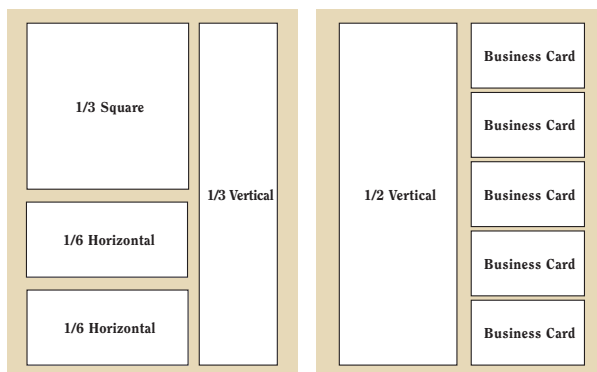 1/3 Square
1/6 Horizontal
1/6 Horizontal
1/3 Vertical
1/2 Vertical
Business Card
Business Card
Business Card
Business Card
Business Card